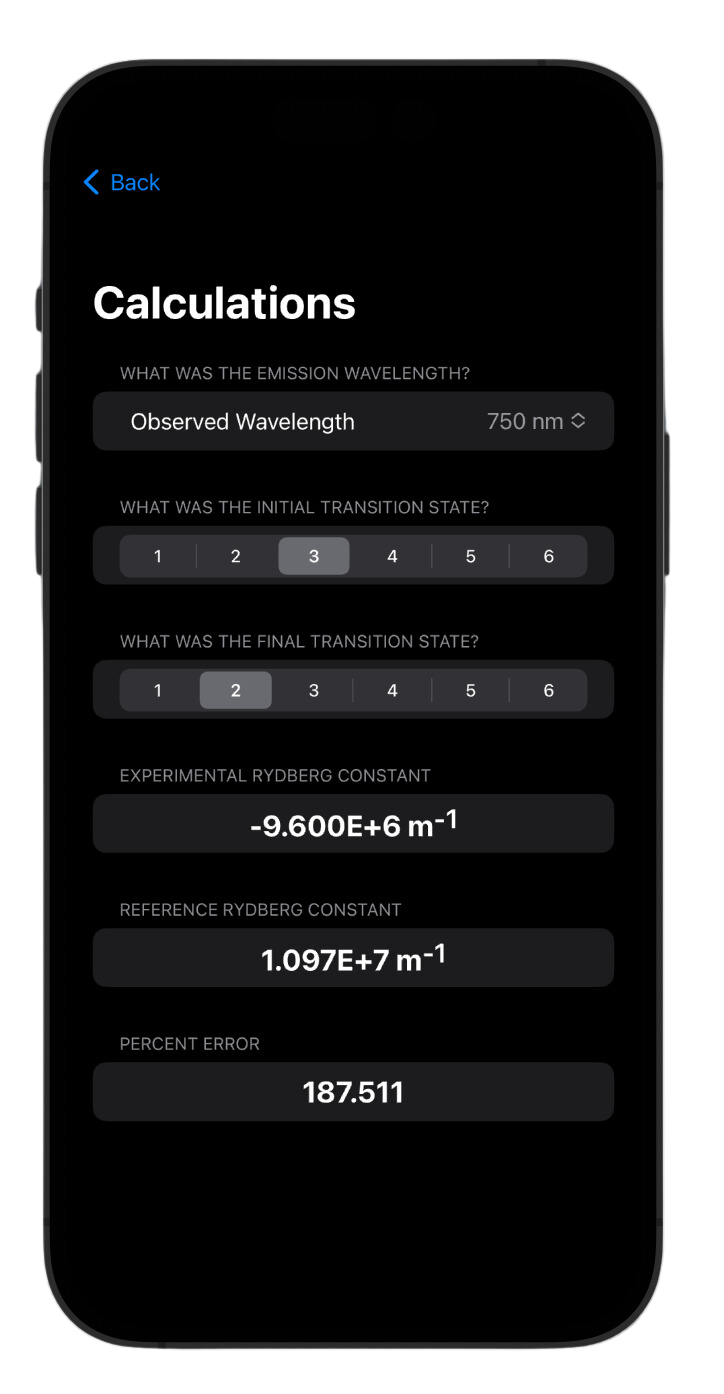 Back
Calculations
WHAT WAS THE EMISSION WAVELENGTH?
Observed Wavelength 750 nm
WHAT WAS THE INITIAL TRANSITION STATE?
1 2 3 4 5 6
WHAT WAS THE FINAL TRANSITION STATE?
1 2 3 4 5 6
EXPERIMENTAL RYDBERG CONSTANT
-9.600E+6 m⁻¹
REFERENCE RYDBERG CONSTANT
1.097E+7 m⁻¹
PERCENT ERROR
187.511